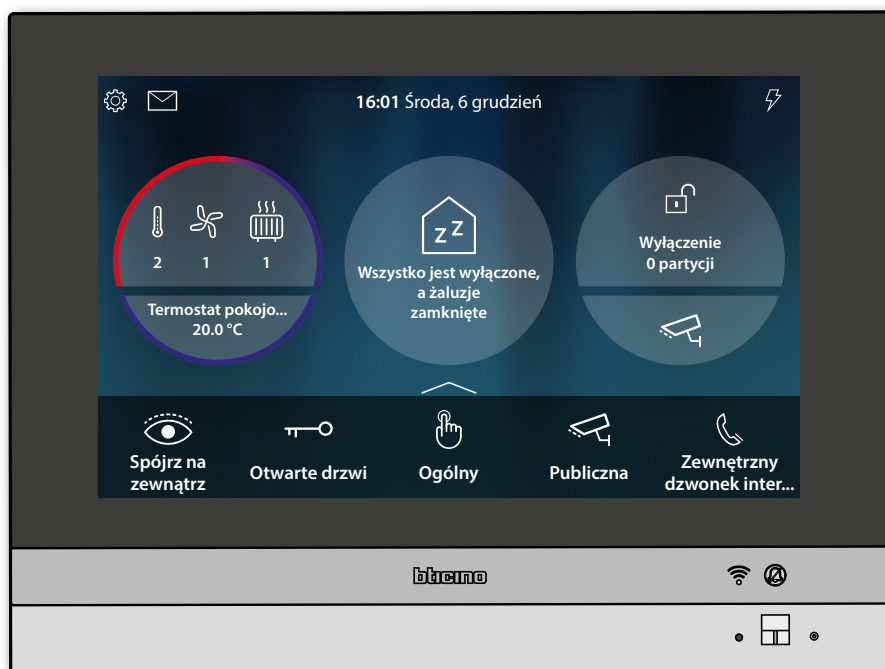 16:01 Środa, 6 grudzień
z z
2 1 1
Termostat pokojo...
20.0 °C
Wszystko jest wyłączone,
a żaluzje
zamknięte
Wyłączenie
0 partycji
Spójrz na
zewnątrz
Otwarte drzwi
Ogólny
Publiczna
Zewnętrzny
dzwonek inter...
bticino